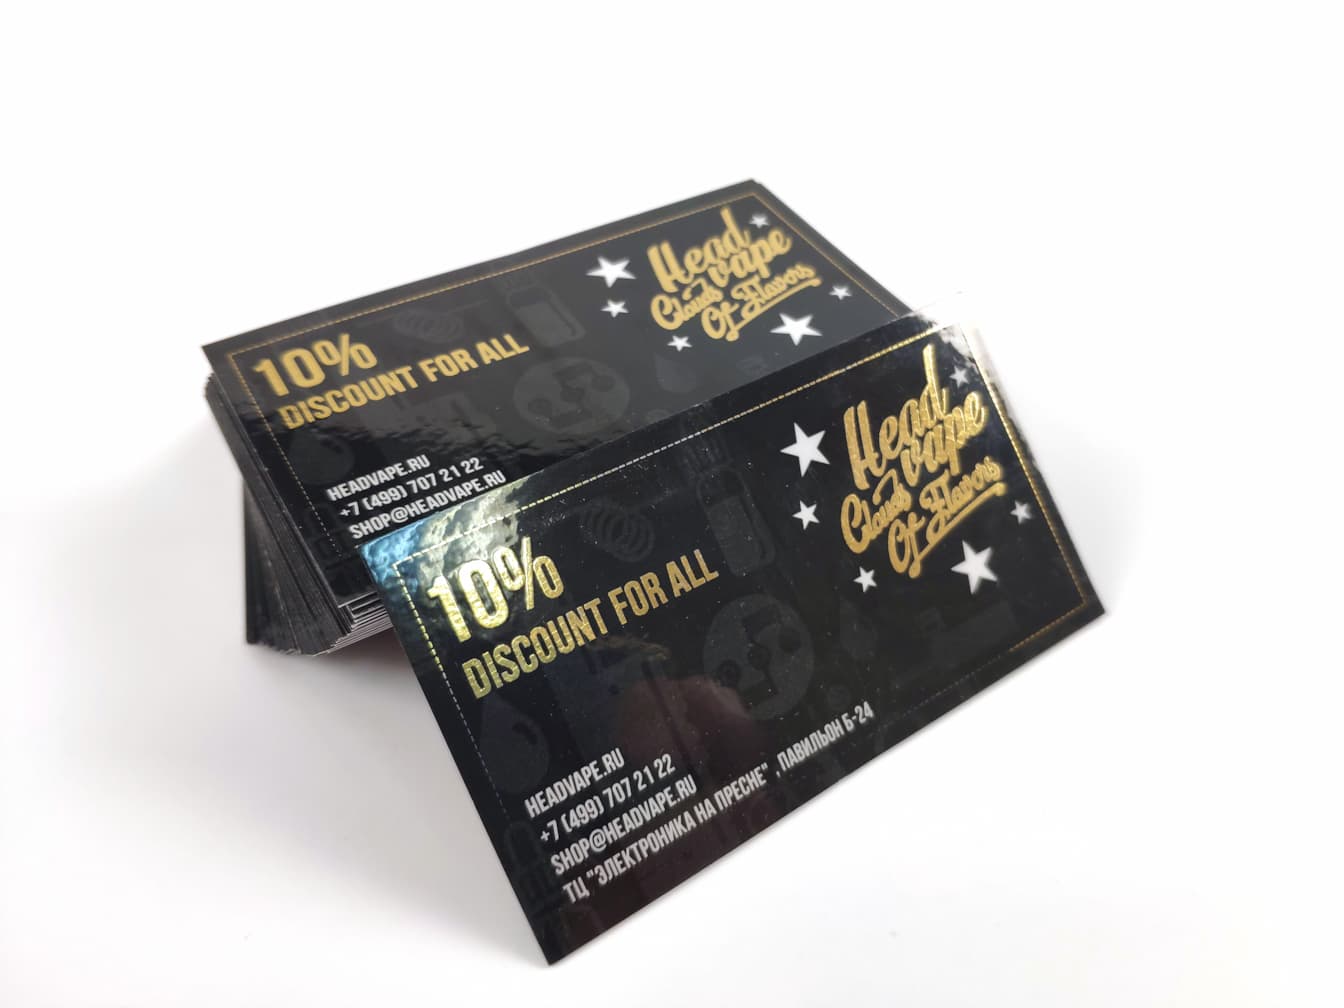 10%
DISCOUNT FOR ALL
HEADVAPE.RU
+7 (499) 707 21 22
SHOP@HEADVAPE.RU
Head
vape
Clouds
Of Flavors
10%
DISCOUNT FOR ALL
HEADVAPE.RU
+7 (499) 707 21 22
SHOP@HEADVAPE.RU
ТЦ "ЭЛЕКТРОНИКА НА ПРЕСНЕ" , ПАВИЛЬОН Б-24
Head
vape
Clouds
Of Flavors